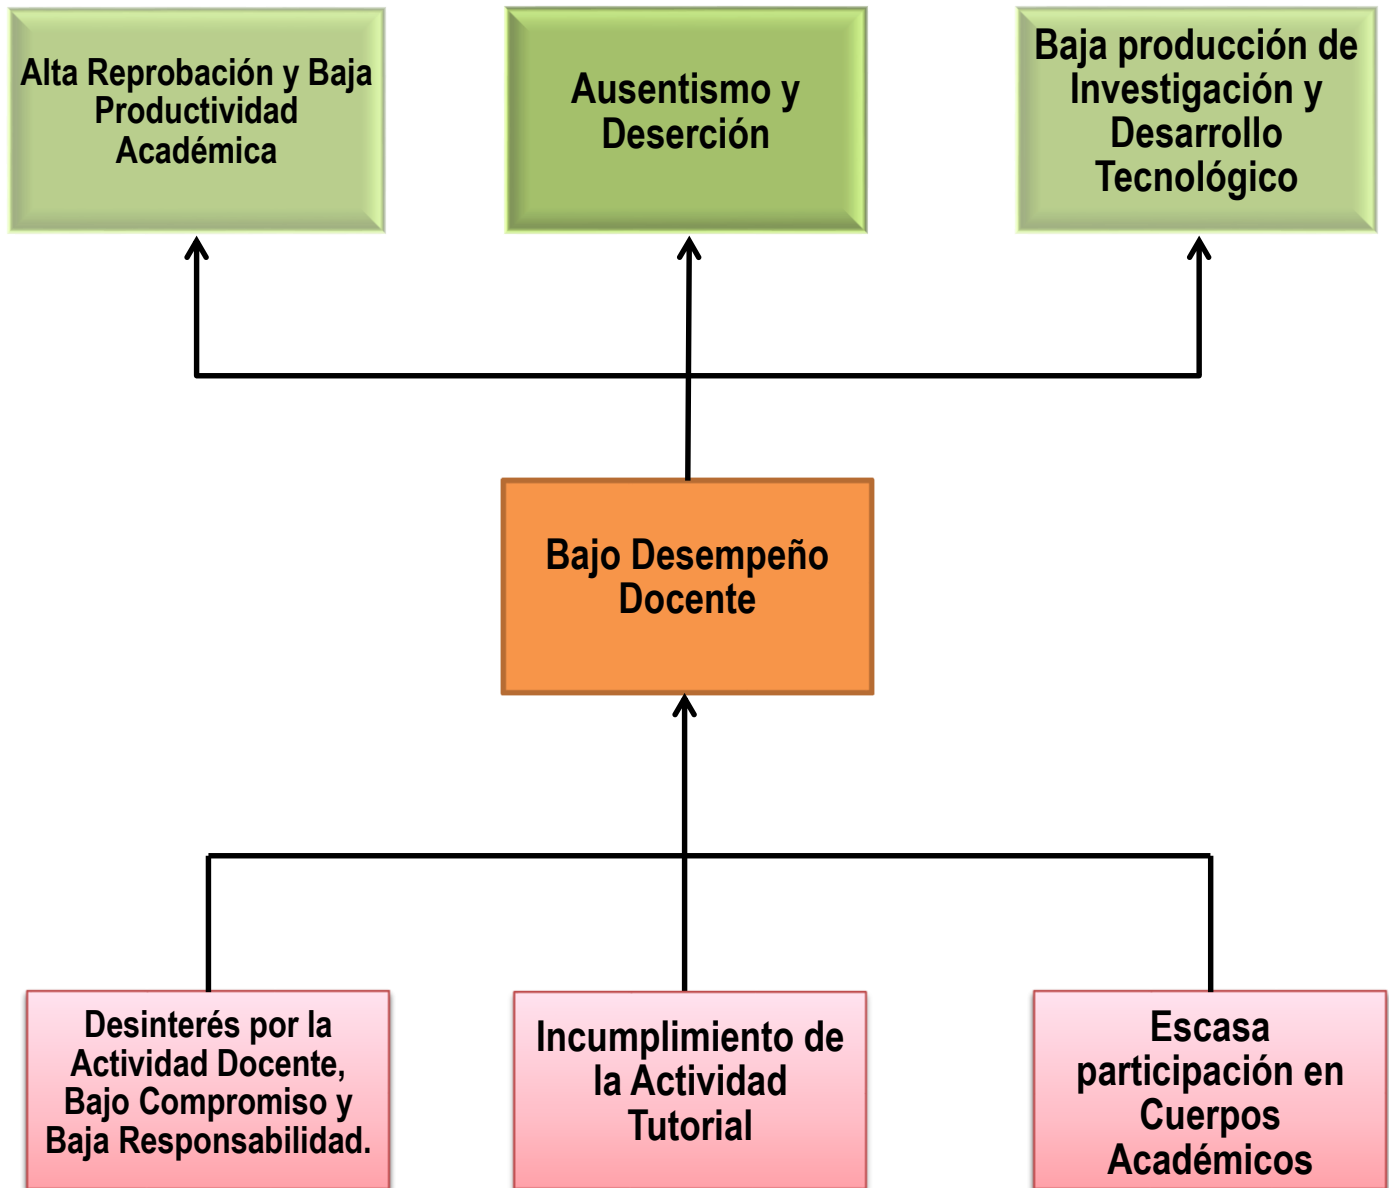 Alta Reprobación y Baja
Productividad
Académica
Ausentismo y
Deserción
Baja producción de
Investigación y
Desarrollo
Tecnológico
Bajo Desempeño
Docente
Desinterés por la
Actividad Docente,
Bajo Compromiso y
Baja Responsabilidad.
Incumplimiento de
la Actividad
Tutorial
Escasa
participación en
Cuerpos
Académicos